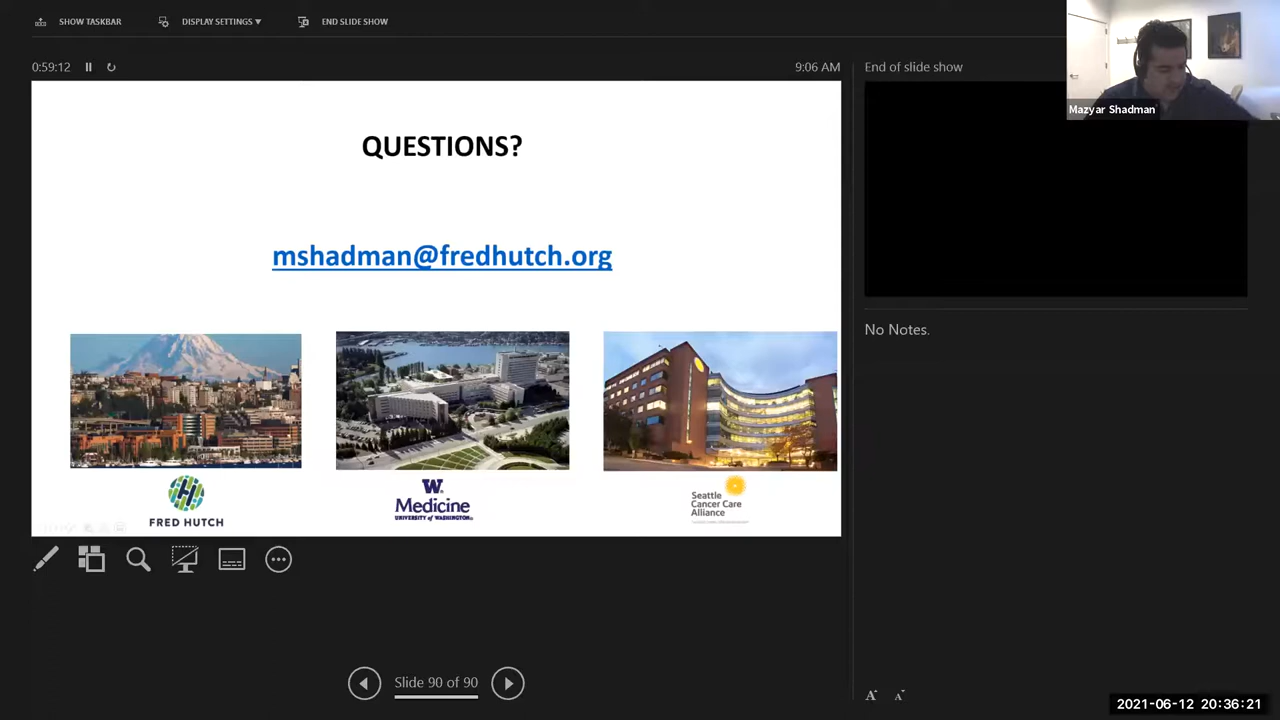 SHOW TASKBAR
DISPLAY SETTINGS ▼
END SLIDE SHOW
0:59:12
9:06 AM
End of slide show
Mazyar Shadman
QUESTIONS?
mshadman@fredhutch.org
No Notes.
FRED HUTCH
W
Medicine
UNIVERSITY of WASHINGTON
Seattle
Cancer Care
Alliance
Slide 90 of 90
A A
2021-06-12 20:36:21